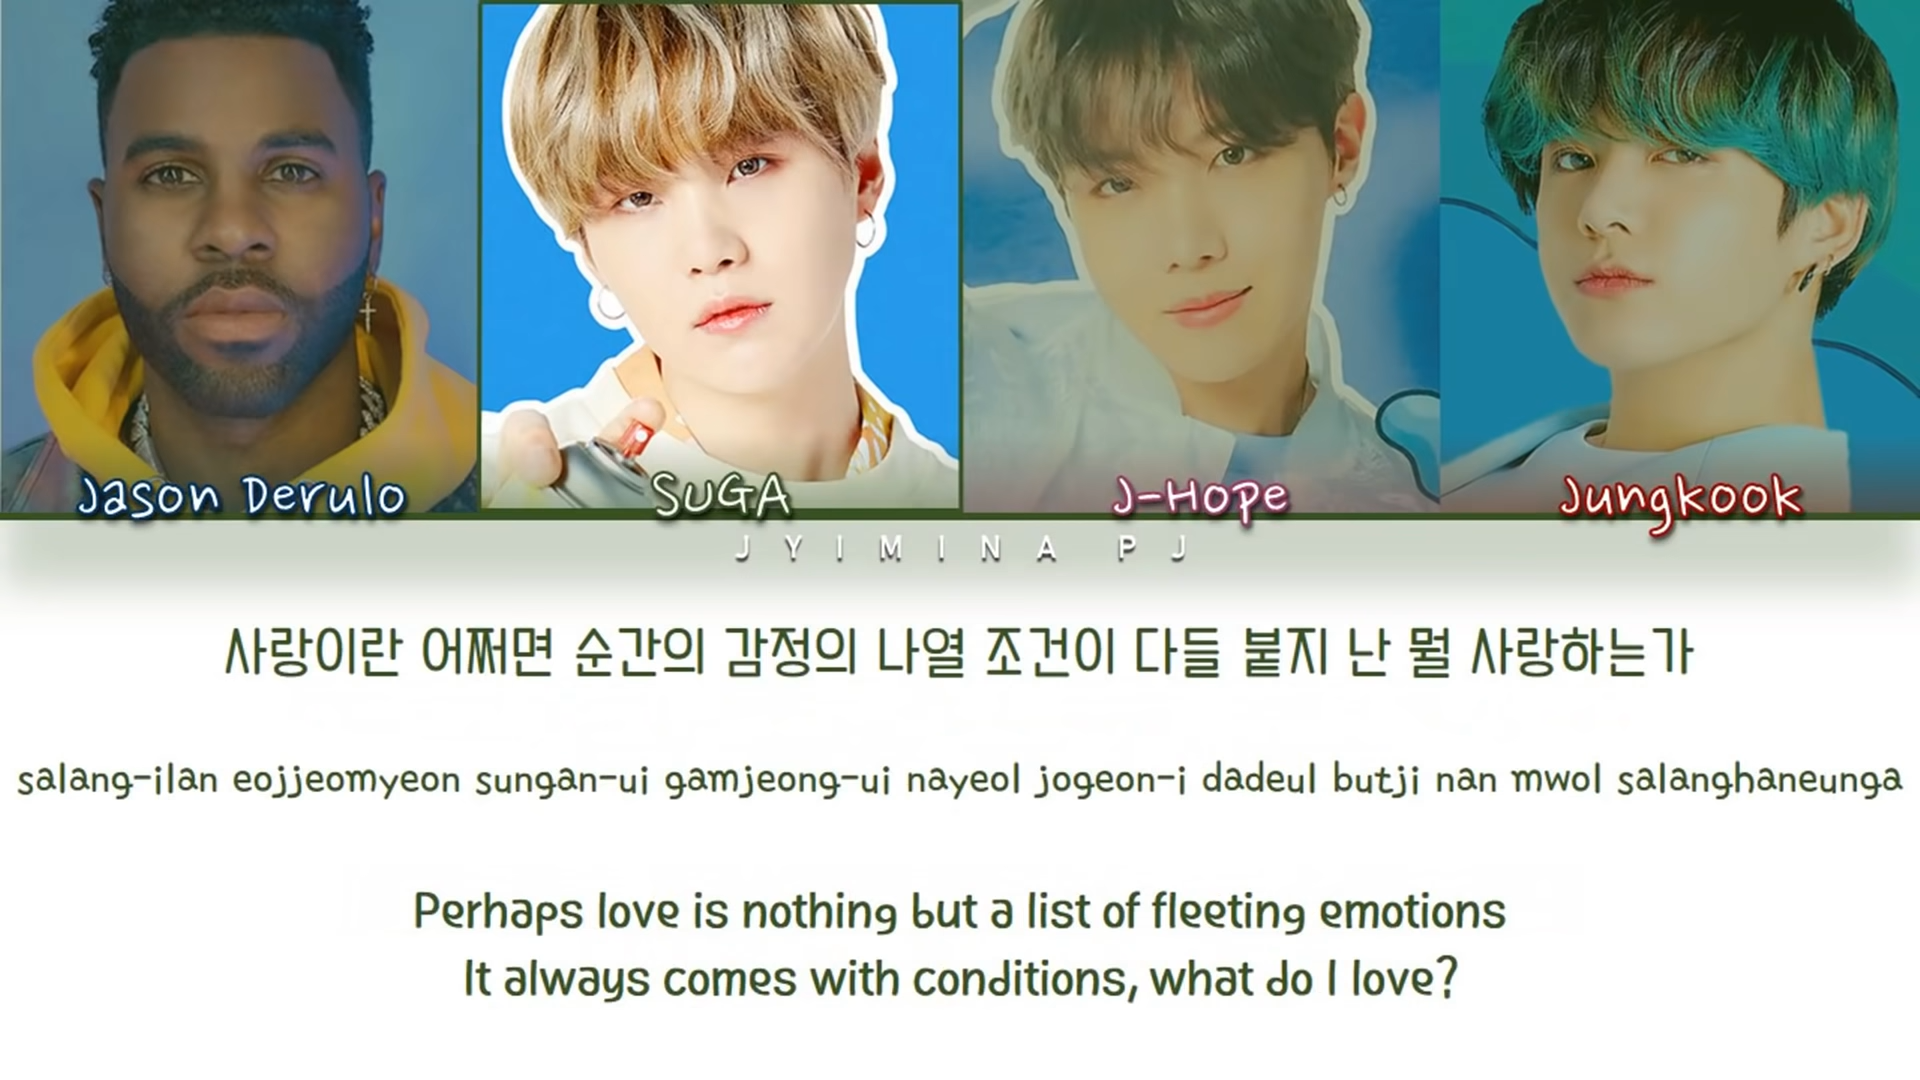 Jason Derulo
SUGA
J-Hope
Jungkook
JYIMINA PJ
사랑이란 어쩌면 순간의 감정의 나열 조건이 다들 붙지 난 뭘 사랑하는가
salang-ilan eojjeomyeon sungan-ui gamjeong-ui nayeol jogeon-i dadeul butji nan mwol salanghaneunga
Perhaps love is nothing but a list of fleeting emotions
It always comes with conditions, what do I love?